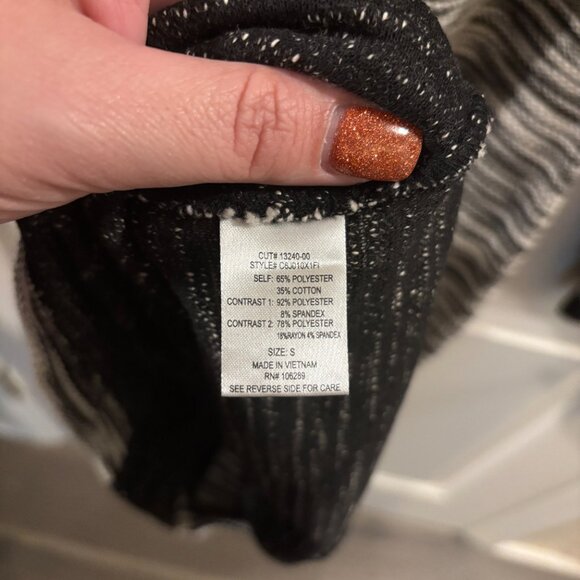 CUT# 13240-00
STYLE# C6J010X1FI
SELF: 65% POLYESTER
35% COTTON
CONTRAST 1: 92% POLYESTER
8% SPANDEX
CONTRAST 2: 78% POLYESTER
18%RAYON 4% SPANDEX
SIZE: S
MADE IN VIETNAM
RN# 106289
SEE REVERSE SIDE FOR CARE